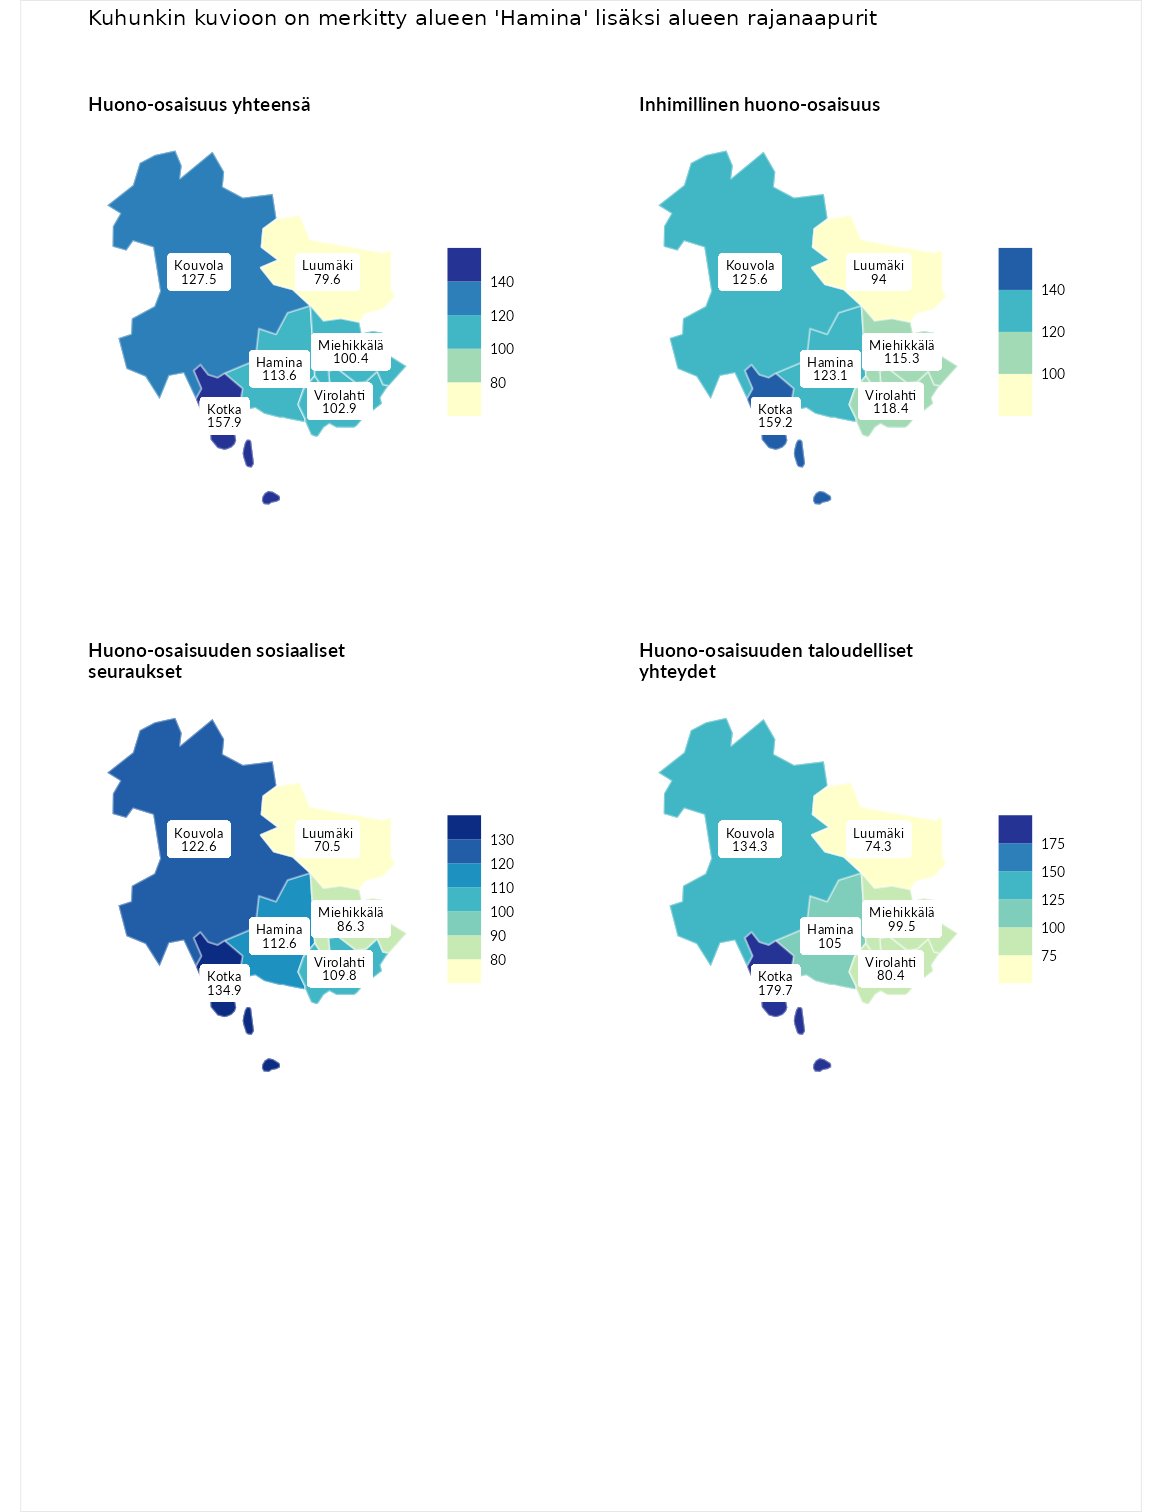 Kuhunkin kuvioon on merkitty alueen 'Hamina' lisäksi alueen rajanaapurit
Huono-osaisuus yhteensä
Kouvola
127.5
Luumäki
79.6
Miehikkälä
100.4
Hamina
113.6
Virolahti
102.9
Kotka
157.9
140
120
100
80
Inhimillinen huono-osaisuus
Kouvola
125.6
Luumäki
94
Miehikkälä
115.3
Hamina
123.1
Virolahti
118.4
Kotka
159.2
140
120
100
Huono-osaisuuden sosiaaliset
seuraukset
Kouvola
122.6
Luumäki
70.5
Miehikkälä
86.3
Hamina
112.6
Virolahti
109.8
Kotka
134.9
130
120
110
100
90
80
Huono-osaisuuden taloudelliset
yhteydet
Kouvola
134.3
Luumäki
74.3
Miehikkälä
99.5
Hamina
105
Virolahti
80.4
Kotka
179.7
175
150
125
100
75